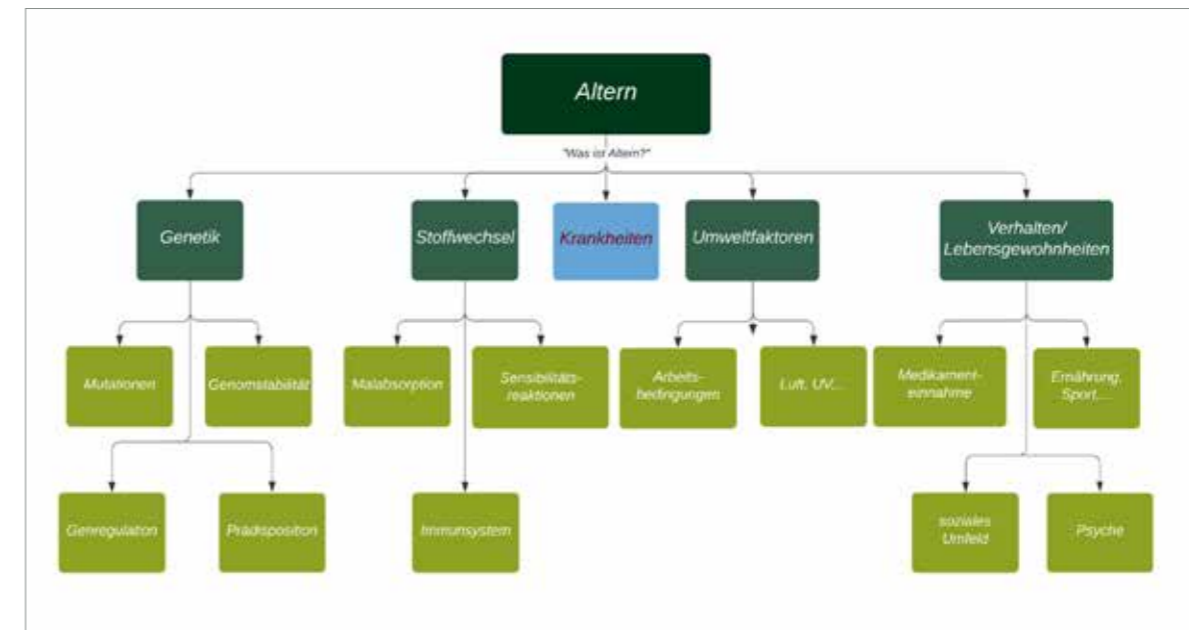 Altern
"Was ist Altern?"
Genetik
Stoffwechsel
Krankheiten
Umweltfaktoren
Verhalten/
Lebensgewohnheiten
Mutationen
Genomstabilität
Malabsorption
Sensibilitäts-
reaktionen
Arbeits-
bedingungen
Luft, UV...
Medikament-
einnahme
Ernährung,
Sport,...
Genregulation
Prädisposition
Immunsystem
soziales
Umfeld
Psyche